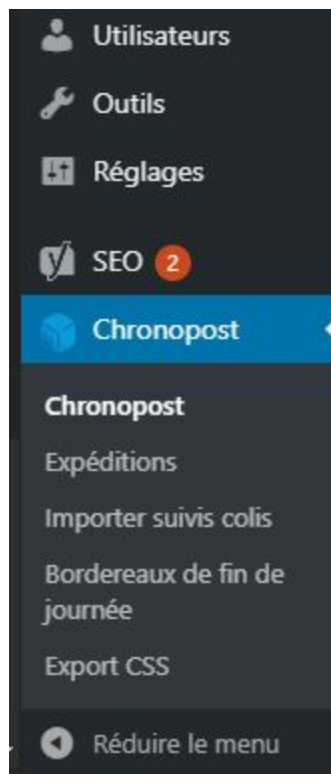 Utilisateurs
Outils
Réglages
SEO 2
Chronopost
Chronopost
Expéditions
Importer suivis colis
Bordereaux de fin de
journée
Export CSS
Réduire le menu